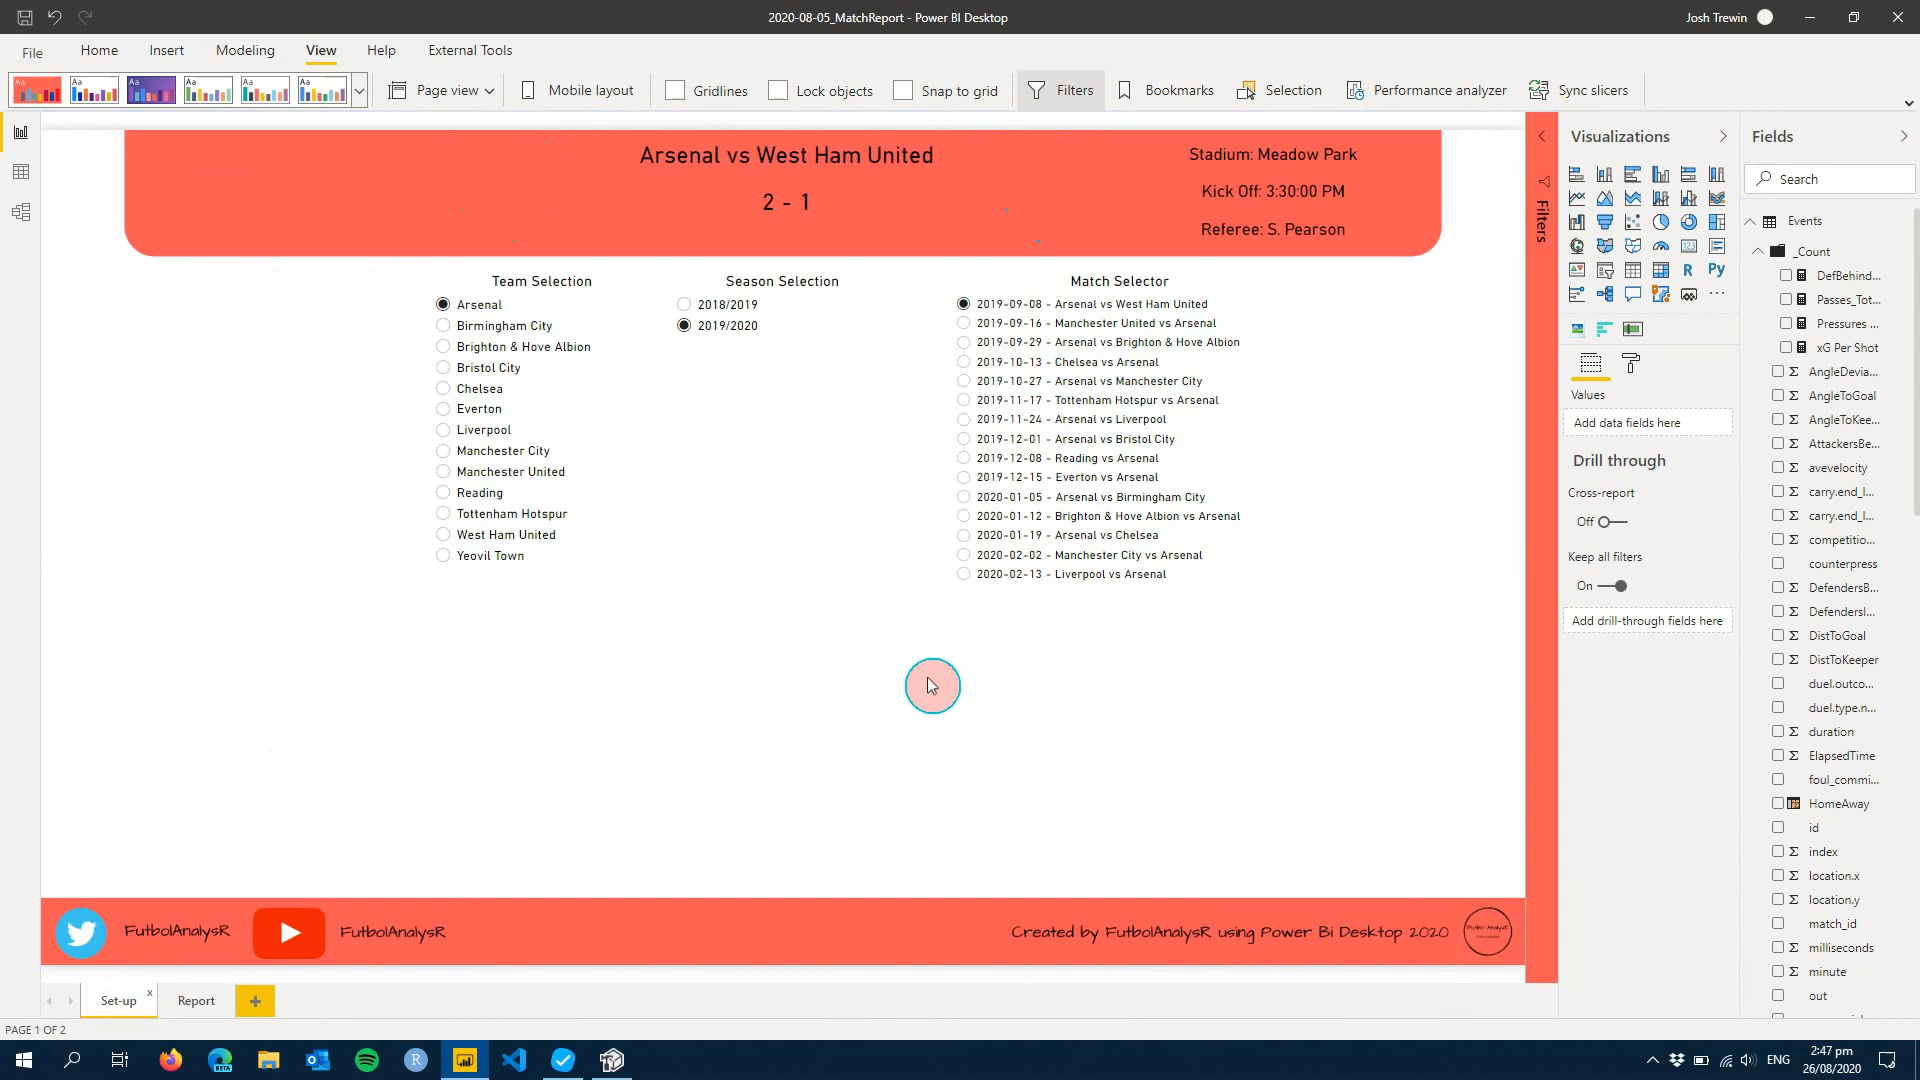 2020-08-05_MatchReport - Power BI Desktop
Josh Trewin
File
Home
Insert
Modeling
View
Help
External Tools
Aa Aa Aa Aa Aa Aa
Page view
Mobile layout
Gridlines
Lock objects
Snap to grid
Filters
Bookmarks
Selection
Performance analyzer
Sync slicers
Arsenal vs West Ham United
2 - 1
Stadium: Meadow Park
Kick Off: 3:30:00 PM
Referee: S. Pearson
Team Selection
Arsenal
Birmingham City
Brighton & Hove Albion
Bristol City
Chelsea
Everton
Liverpool
Manchester City
Manchester United
Reading
Tottenham Hotspur
West Ham United
Yeovil Town
Season Selection
2018/2019
2019/2020
Match Selector
2019-09-08 - Arsenal vs West Ham United
2019-09-16 - Manchester United vs Arsenal
2019-09-29 - Arsenal vs Brighton & Hove Albion
2019-10-13 - Chelsea vs Arsenal
2019-10-27 - Arsenal vs Manchester City
2019-11-17 - Tottenham Hotspur vs Arsenal
2019-11-24 - Arsenal vs Liverpool
2019-12-01 - Arsenal vs Bristol City
2019-12-08 - Reading vs Arsenal
2019-12-15 - Everton vs Arsenal
2020-01-05 - Arsenal vs Birmingham City
2020-01-12 - Brighton & Hove Albion vs Arsenal
2020-01-19 - Arsenal vs Chelsea
2020-02-02 - Manchester City vs Arsenal
2020-02-13 - Liverpool vs Arsenal
FutbolAnalysR
FutbolAnalysR
Created by FutbolAnalysR using Power Bi Desktop 2020
Filters
Visualizations
R
Py
123
Values
Add data fields here
Drill through
Cross-report
Off
Keep all filters
On
Add drill-through fields here
Fields
Search
Events
_Count
DefBehind...
Passes_Tot...
Pressures ...
xG Per Shot
AngleDevia...
AngleToGoal
AngleToKee...
AttackersBe...
avevelocity
carry.end_l...
carry.end_l...
competitio...
counterpress
DefendersB...
DefendersI...
DistToGoal
DistToKeeper
duel.outco...
duel.type.n...
duration
ElapsedTime
foul_commi...
HomeAway
id
index
location.x
location.y
match_id
milliseconds
minute
out
Set-up
x
Report
PAGE 1 OF 2
BETA
R
ENG
2:47 pm
26/08/2020